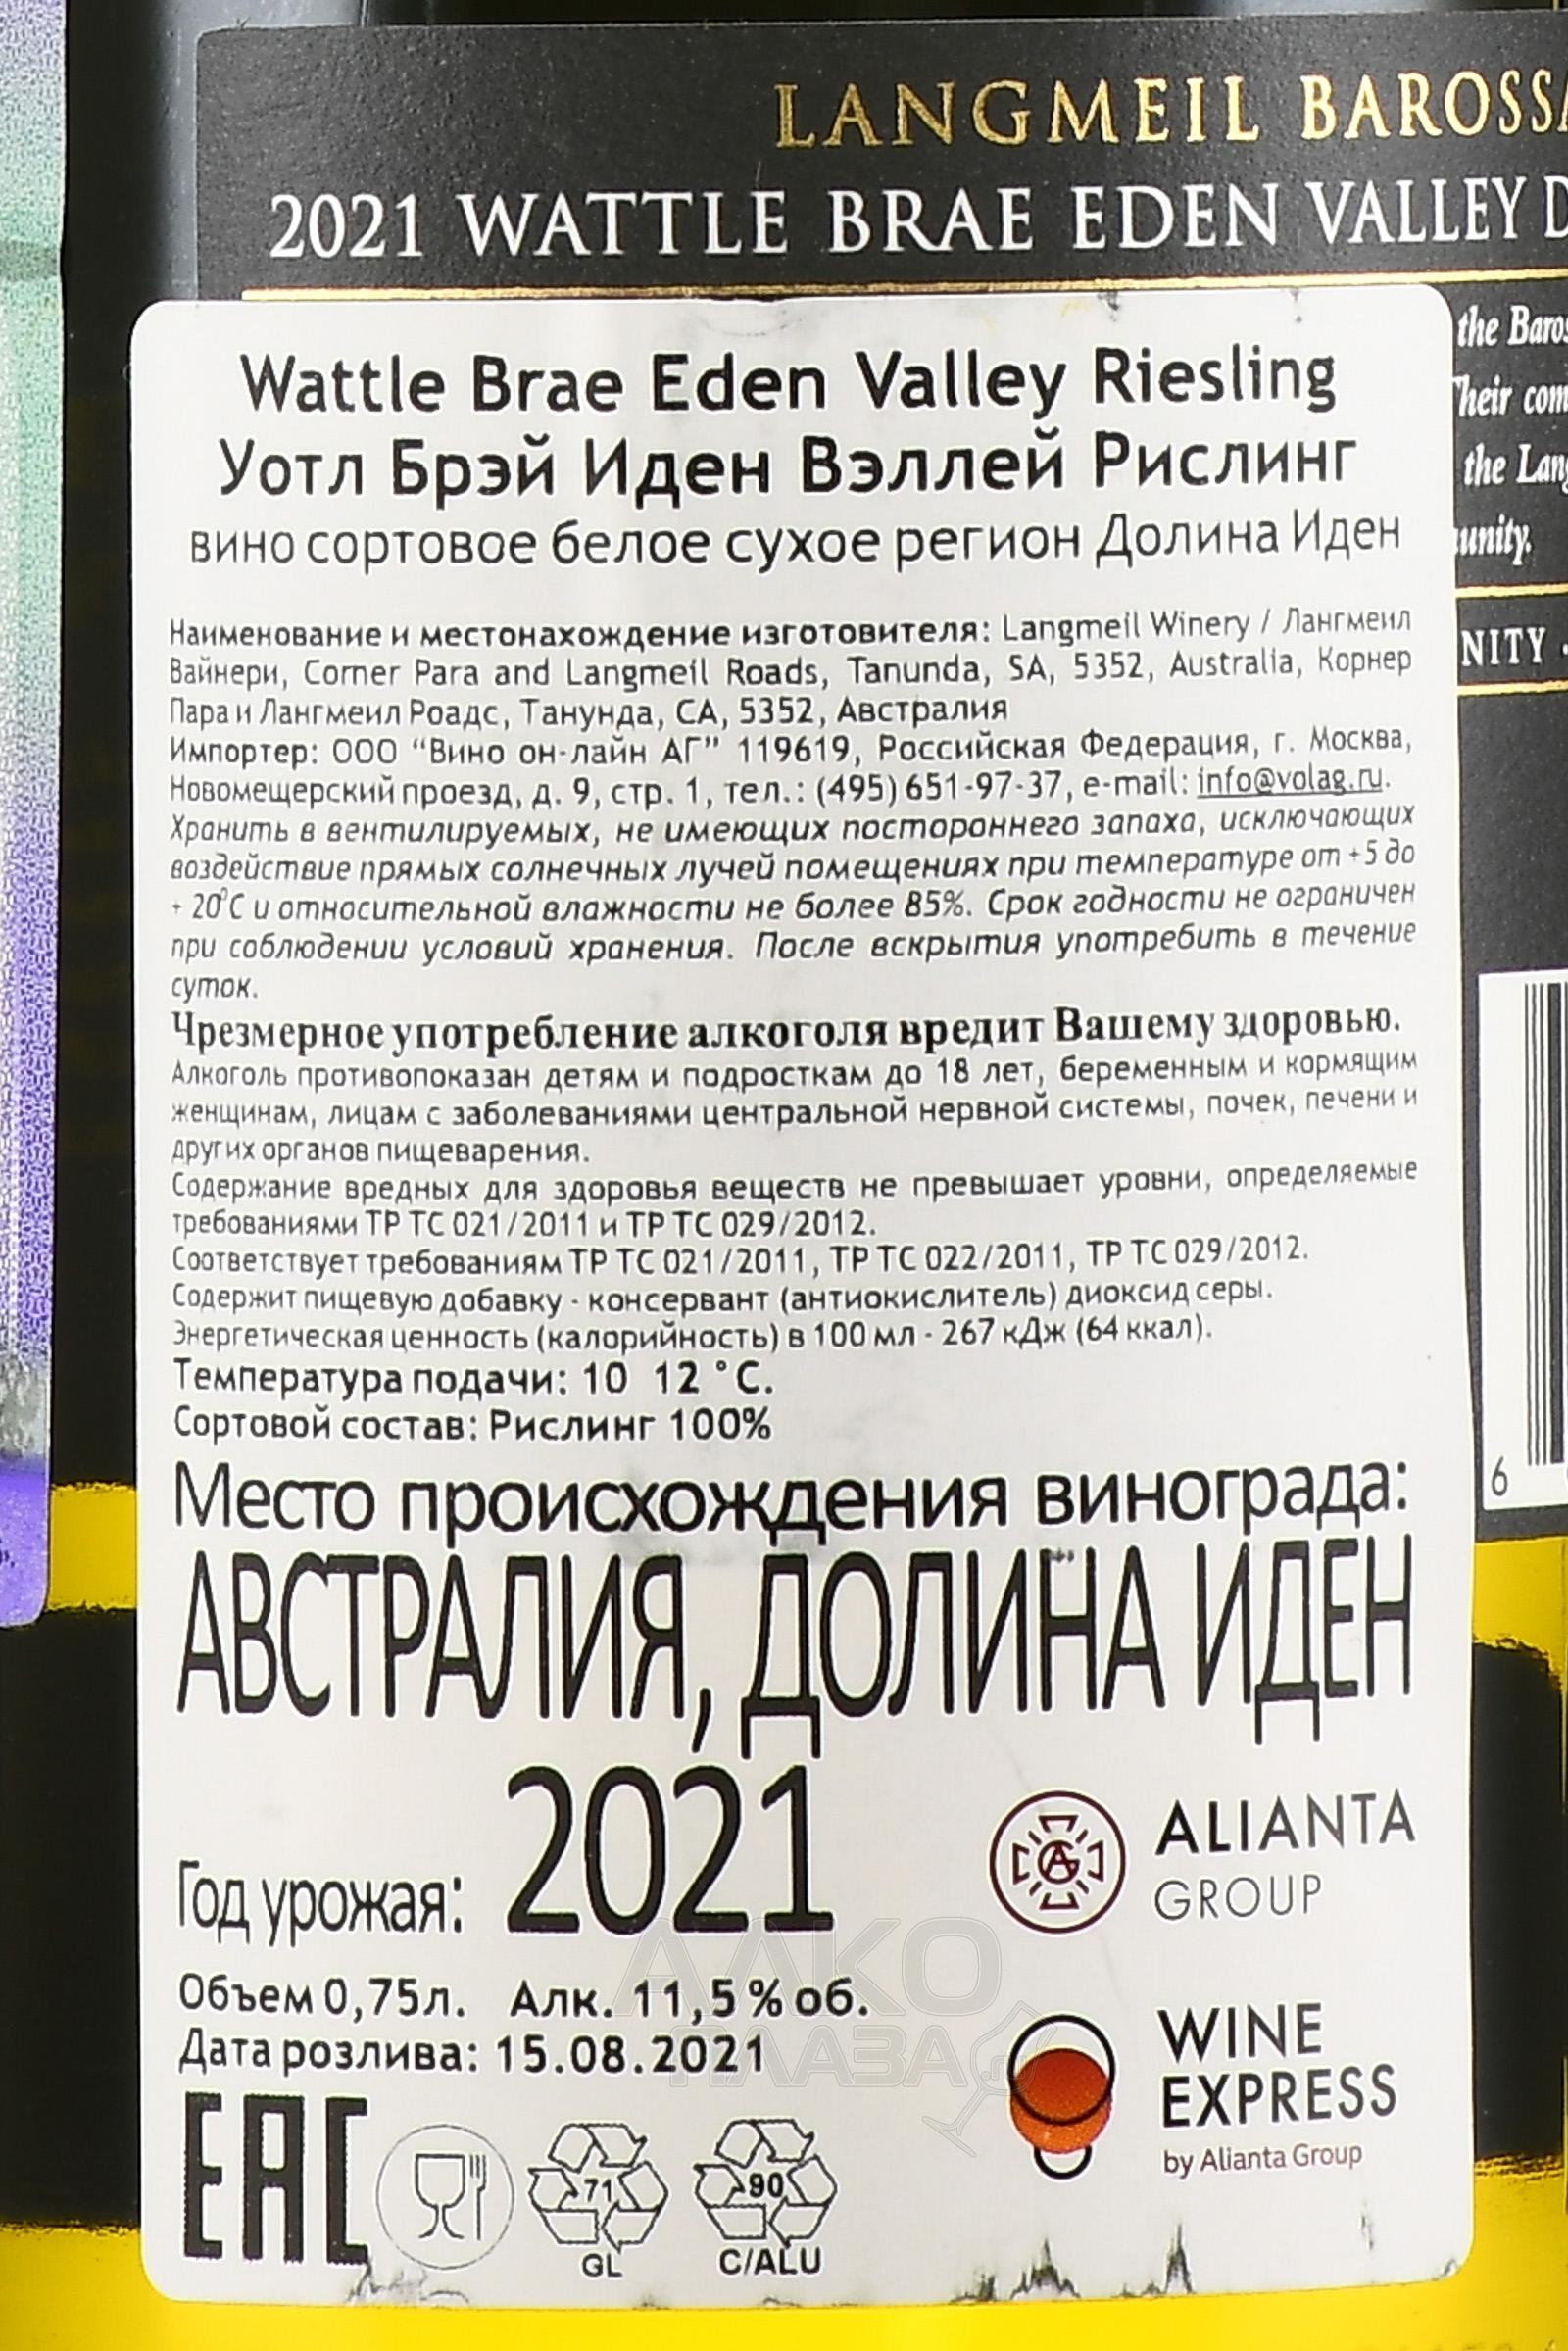 LANGMEIL BAROSSA
2021 WATTLE BRAE EDEN VALLEY D
the Baros
Their com
the Lang
unity.
NITY .
6
Wattle Brae Eden Valley Riesling
Уотл Брэй Иден Вэллей Рислинг
вино сортовое белое сухое регион Долина Иден
Наименование и местонахождение изготовителя: Langmeil Winery / Лангмеил
Вайнери, Corner Para and Langmeil Roads, Tanunda, SA, 5352, Australia, Корнер
Пара и Лангмеил Роадс, Танунда, СА, 5352, Австралия
Импортер: ООО “Вино он-лайн АГ” 119619, Российская Федерация, г. Москва,
Новомещерский проезд, д. 9, стр. 1, тел.: (495) 651-97-37, e-mail: info@volag.ru.
Хранить в вентилируемых, не имеющих постороннего запаха, исключающих
воздействие прямых солнечных лучей помещениях при температуре от +5 до
+ 20⁰С и относительной влажности не более 85%. Срок годности не ограничен
при соблюдении условий хранения. После вскрытия употребить в течение
суток.
Чрезмерное употребление алкоголя вредит Вашему здоровью.
Алкоголь противопоказан детям и подросткам до 18 лет, беременным и кормящим
женщинам, лицам с заболеваниями центральной нервной системы, почек, печени и
других органов пищеварения.
Содержание вредных для здоровья веществ не превышает уровни, определяемые
требованиями ТР ТС 021/2011 и ТР ТС 029/2012.
Соответствует требованиям ТР ТС 021/2011, ТР ТС 022/2011, ТР ТС 029/2012.
Содержит пищевую добавку - консервант (антиокислитель) диоксид серы.
Энергетическая ценность (калорийность) в 100 мл - 267 кДж (64 ккал).
Температура подачи: 10 12 °С.
Сортовой состав: Рислинг 100%
Место происхождения винограда:
АВСТРАЛИЯ, ДОЛИНА ИДЕН
Год урожая: 2021
ALIANTA
GROUP
Объем 0,75л. Алк. 11,5 % об.
Дата розлива: 15.08.2021
WINE
EXPRESS
by Alianta Group
АЛКО
ПЛАЗА
EAC
71
GL
90
C/ALU